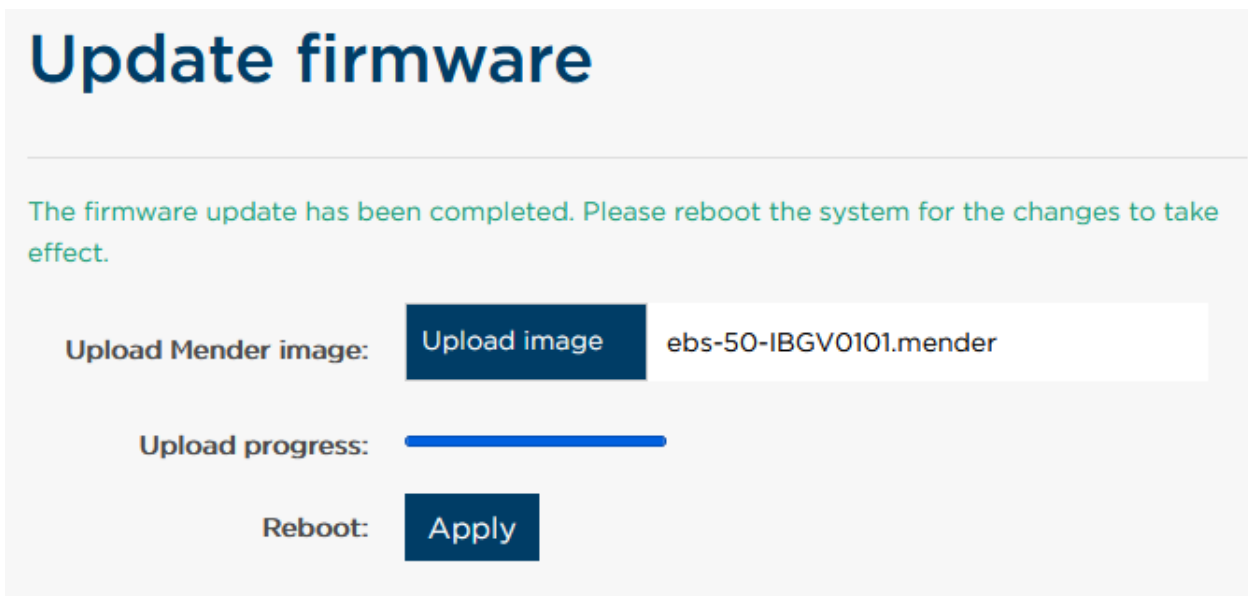 Update firmware
The firmware update has been completed. Please reboot the system for the changes to take
effect.
Upload Mender image: Upload image ebs-50-IBGV0101.mender
Upload progress:
Reboot: Apply